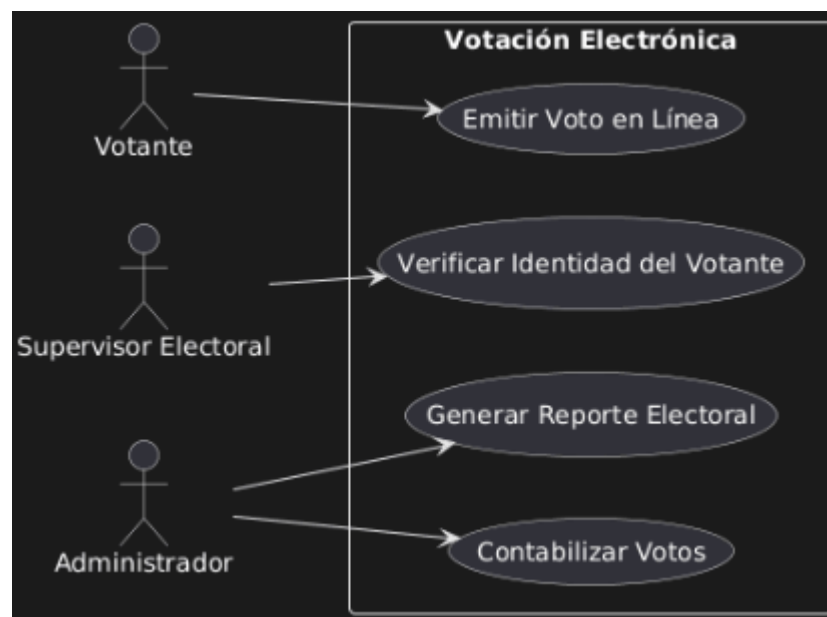 Votación Electrónica
Votante
Emitir Voto en Línea
Supervisor Electoral
Verificar Identidad del Votante
Administrador
Generar Reporte Electoral
Contabilizar Votos